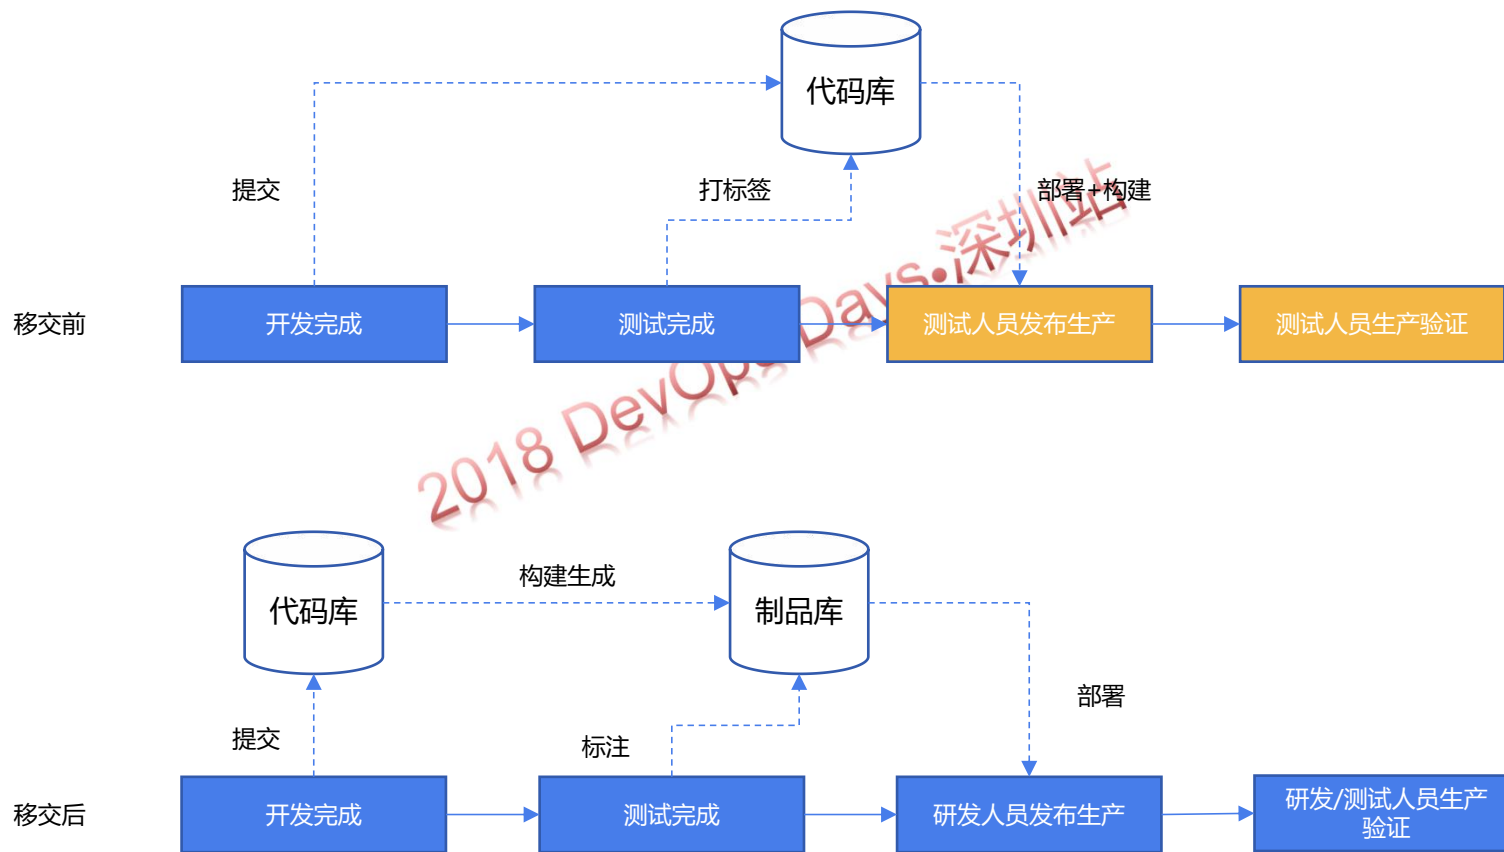 代码库
提交
打标签
部署+构建
移交前
开发完成
测试完成
测试人员发布生产
测试人员生产验证
2018 DevOps Days•深圳站
代码库
构建生成
制品库
提交
标注
部署
移交后
开发完成
测试完成
研发人员发布生产
研发/测试人员生产
验证